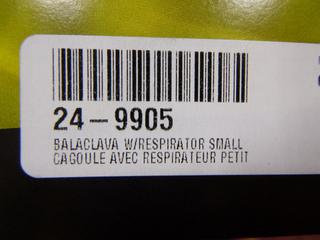 24-9905
BALACLAVA W/RESPIRATOR SMALL
CAGOULE AVEC RESPIRATEUR PETIT